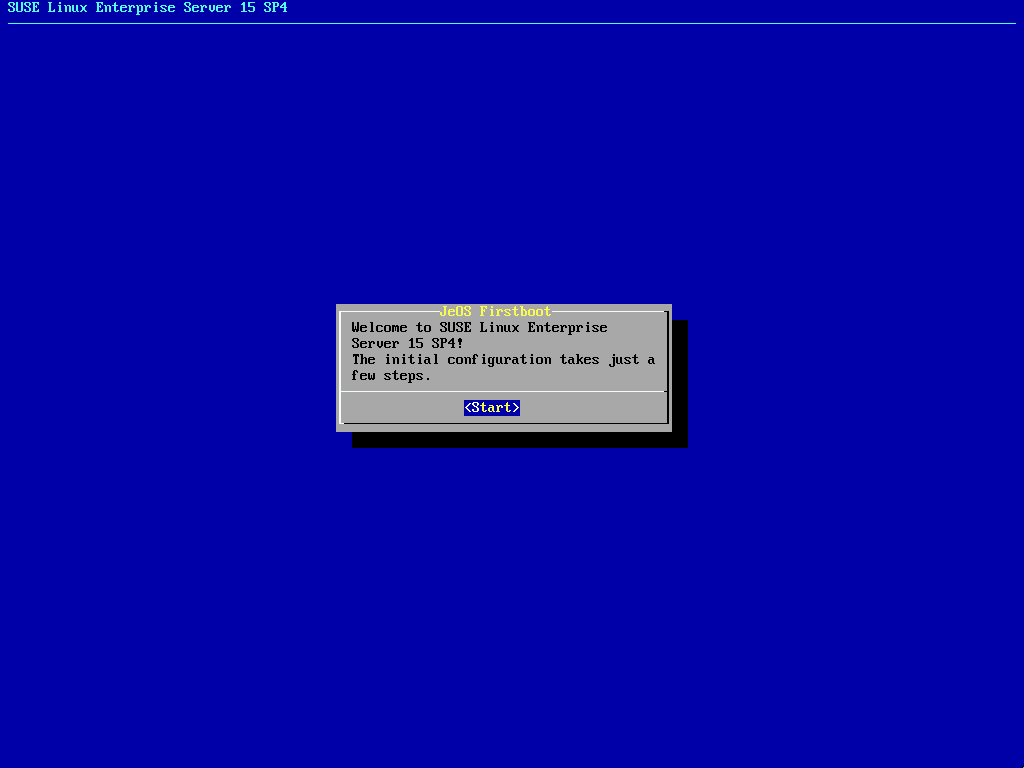 SUSE Linux Enterprise Server 15 SP4
JeOS Firstboot
Welcome to SUSE Linux Enterprise
Server 15 SP4!
The initial configuration takes just a
few steps.
<Start>